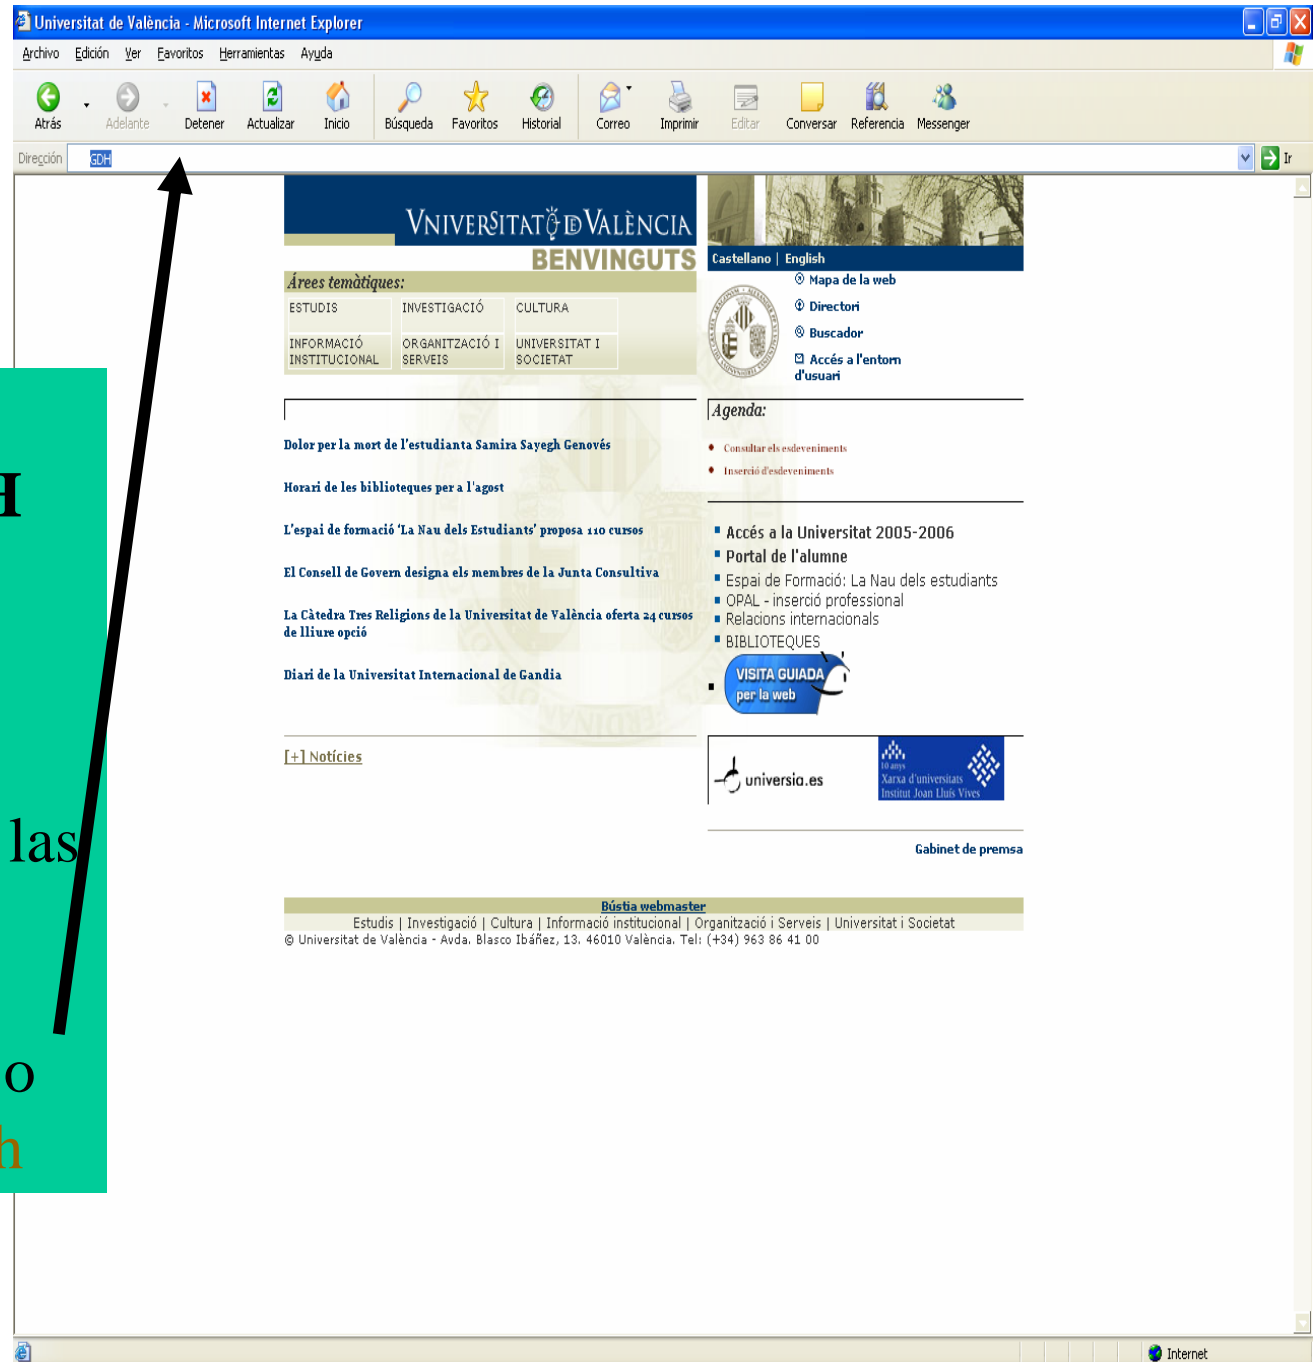 Universitat de València - Microsoft Internet Explorer
Archivo Edición Ver Favoritos Herramientas Ayuda
Atrás Adelante Detener Actualizar Inicio Búsqueda Favoritos Historial Correo Imprimir Editar Conversar Referencia Messenger
Dirección GDH Ir
VNIVERSITAT DE VALÈNCIA
BENVINGUTS
Castellano | English
Árees temàtiques:
ESTUDIS INVESTIGACIÓ CULTURA
INFORMACIÓ INSTITUCIONAL ORGANITZACIÓ I SERVEIS UNIVERSITAT I SOCIETAT
Mapa de la web
Directori
Buscador
Accés a l'entorn
d'usuari
Dolor per la mort de l'estudianta Samira Sayegh Genovés
Horari de les biblioteques per a l'agost
L'espai de formació ‘La Nau dels Estudiants’ proposa 110 cursos
El Consell de Govern designa els membres de la Junta Consultiva
La Càtedra Tres Religions de la Universitat de València oferta 24 cursos
de lliure opció
Diari de la Universitat Internacional de Gandia
[+] Notícies
Agenda:
Consultar els esdeveniments
Inserció d'esdeveniments
Accés a la Universitat 2005-2006
Portal de l'alumne
Espai de Formació: La Nau dels estudiants
OPAL - inserció professional
Relacions internacionals
BIBLIOTEQUES
VISITA GUIADA
per la web
universia.es
10 anys
Xarxa d'universitats
Institut Joan Lluís Vives
Gabinet de premsa
Bústia webmaster
Estudis | Investigació | Cultura | Informació institucional | Organització i Serveis | Universitat i Societat
© Universitat de València - Avda. Blasco Ibáñez, 13. 46010 València. Tel: (+34) 963 86 41 00
H
las
o
h
Internet